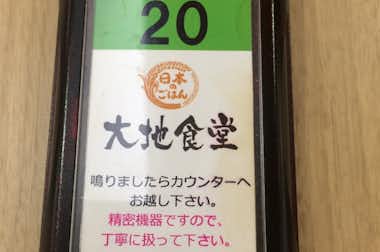 20
日本
の
ごはん
大地食堂
鳴りましたらカウンターへ
お越し下さい。
精密機器ですので、
丁寧に扱って下さい。